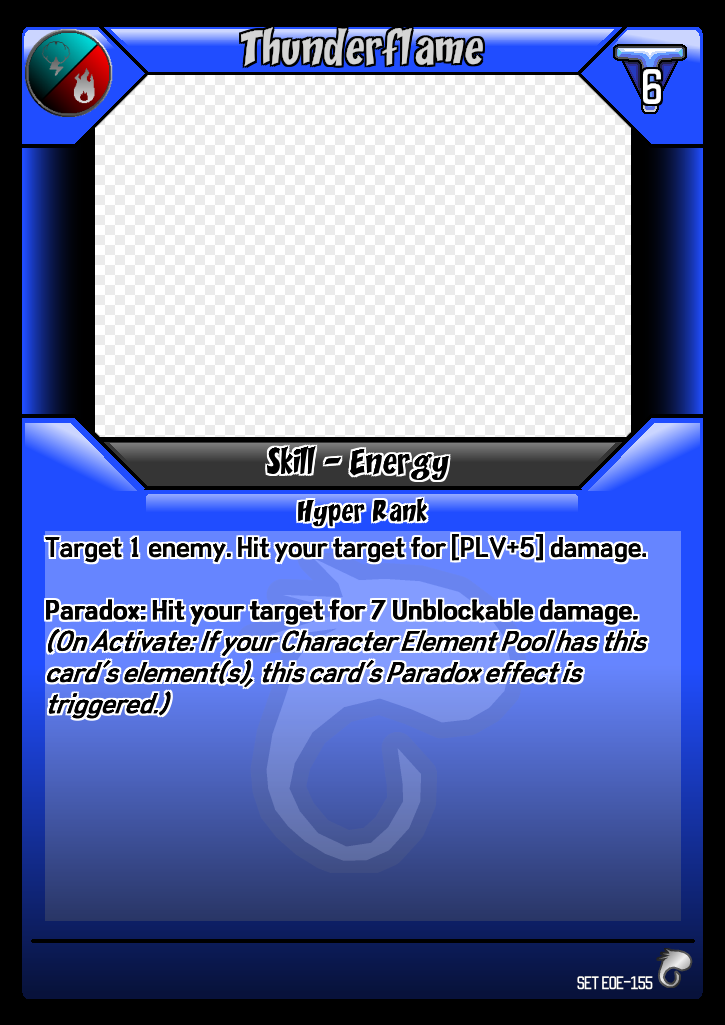 Thunderflame
6
Skill - Energy
Hyper Rank
Target 1 enemy. Hit your target for [PLV+5] damage.
Paradox: Hit your target for 7 Unblockable damage.
(On Activate: If your Character Element Pool has this
card's element(s), this card's Paradox effect is
triggered.)
SET EOE-155